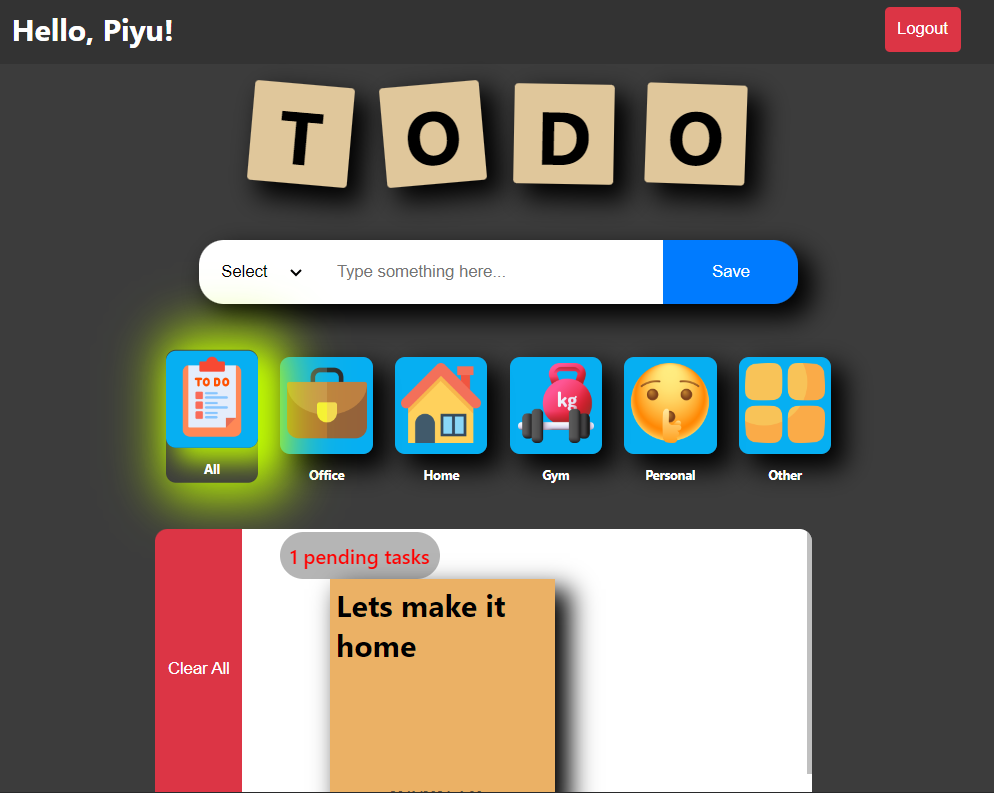 Hello, Piyu!
Logout
T O D O
Select
Type something here...
Save
TO DO
kg
All
Office
Home
Gym
Personal
Other
1 pending tasks
Lets make it
home
Clear All